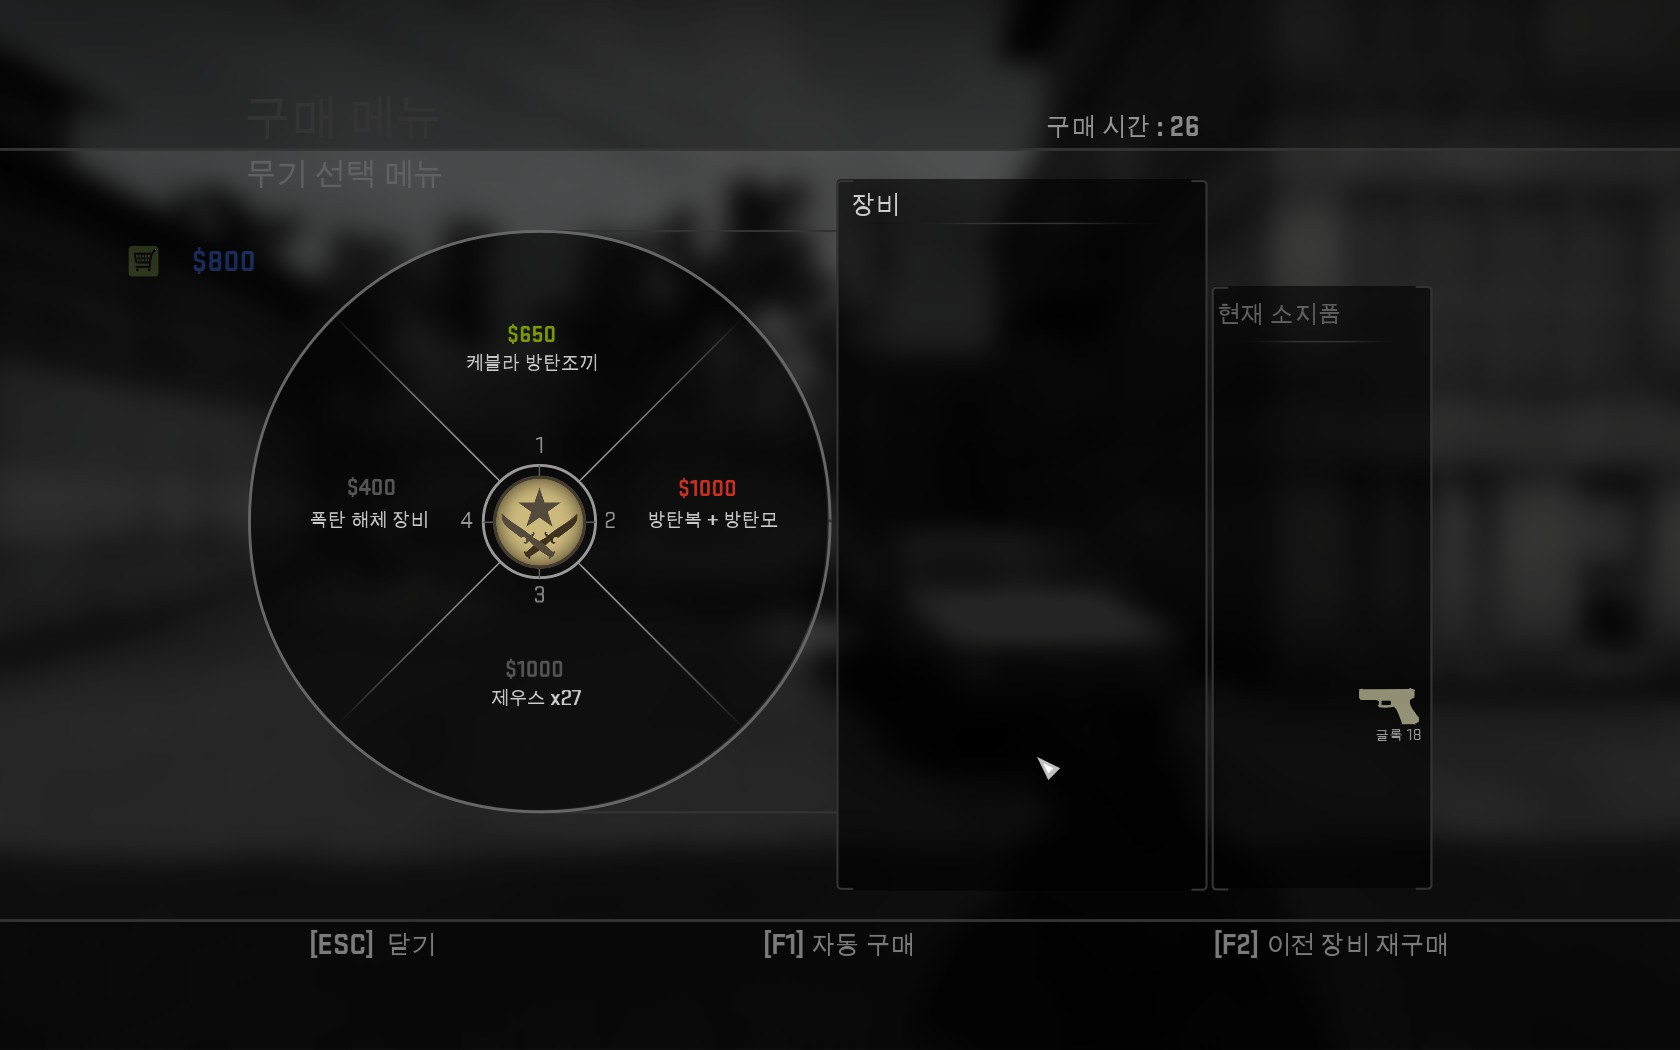 구매 메뉴
구매 시간 : 26
무기 선택 메뉴
장비
$800
현재 소지품
$650
케블라 방탄조끼
1
$400
폭탄 해체 장비
4
2
$1000
방탄복 + 방탄모
3
$1000
제우스 x27
글록 18
[ESC] 닫기
[F1] 자동 구매
[F2] 이전 장비 재구매